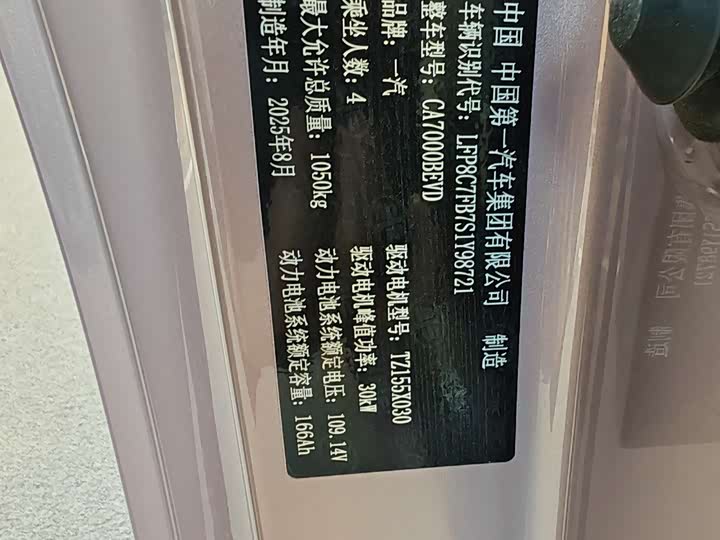 中国 中国第一汽车集团有限公司 制造
车辆识别代号：LFP8C7FB7S1Y98721
整车型号：CA7000BEVD
品牌：一汽
驱动电机型号：TZ155X030
乘坐人数：4
驱动电机峰值功率：30kW
最大允许总质量：1050kg
动力电池系统额定电压：109.14V
制造年月：2025年8月
动力电池系统额定容量：166Ah